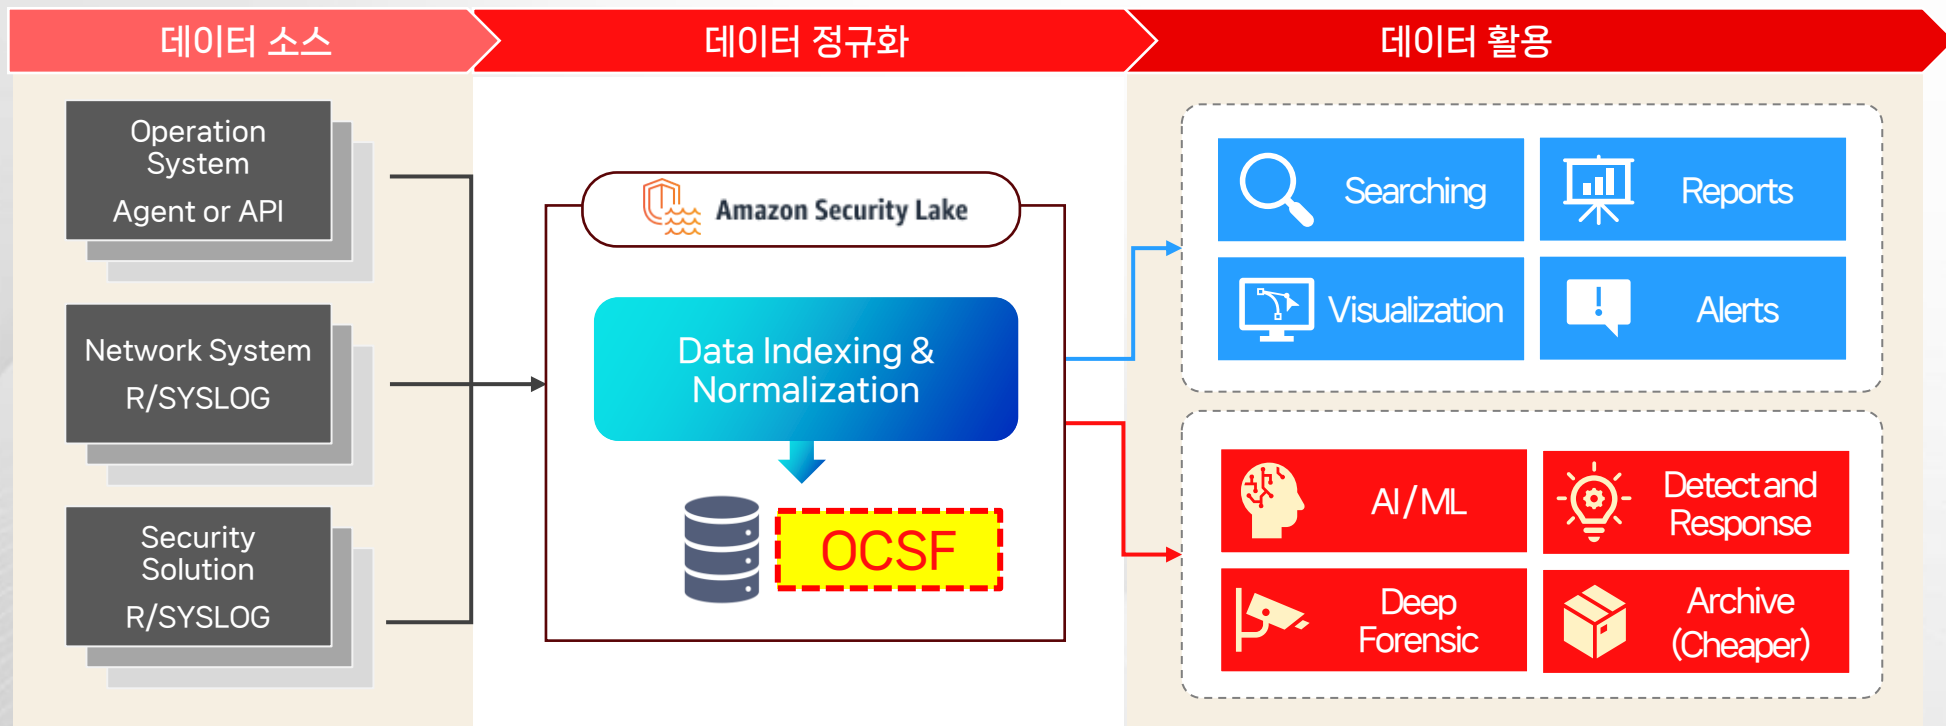 데이터 소스
데이터 정규화
데이터 활용
Operation
System
Agent or API
Network System
R/SYSLOG
Security
Solution
R/SYSLOG
Amazon Security Lake
Data Indexing &
Normalization
OCSF
Searching
Reports
Visualization
Alerts
AI/ML
Detect and
Response
Deep
Forensic
Archive
(Cheaper)